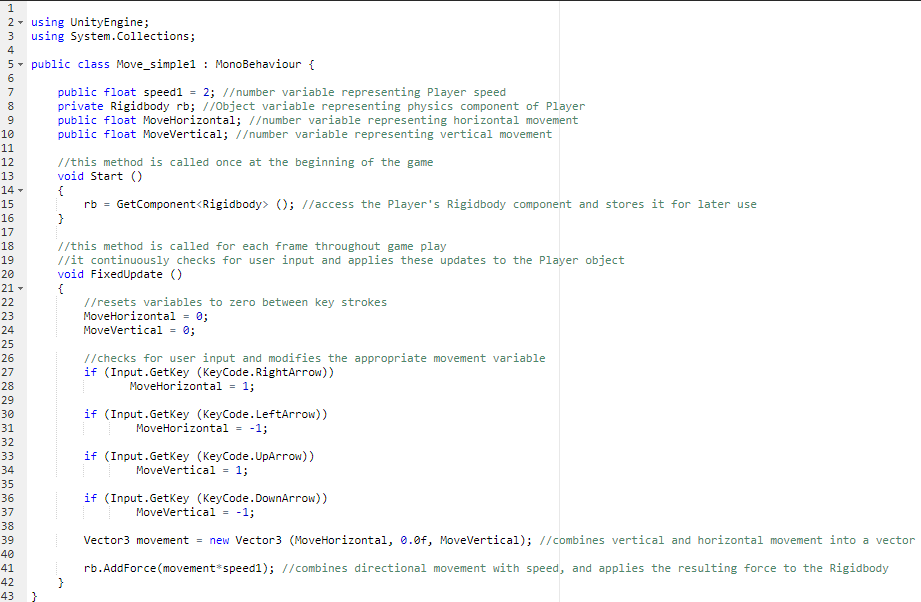 1
2 using UnityEngine;
3 using System.Collections;
4
5 public class Move_simple1 : MonoBehaviour {
6
7 public float speed1 = 2; //number variable representing Player speed
8 private Rigidbody rb; //Object variable representing physics component of Player
9 public float MoveHorizontal; //number variable representing horizontal movement
10 public float MoveVertical; //number variable representing vertical movement
11
12 //this method is called once at the beginning of the game
13 void Start ()
14 {
15 rb = GetComponent<Rigidbody> (); //access the Player's Rigidbody component and stores it for later use
16 }
17
18 //this method is called for each frame throughout game play
19 //it continuously checks for user input and applies these updates to the Player object
20 void FixedUpdate ()
21 {
22 //resets variables to zero between key strokes
23 MoveHorizontal = 0;
24 MoveVertical = 0;
25
26 //checks for user input and modifies the appropriate movement variable
27 if (Input.GetKey (KeyCode.RightArrow))
28 MoveHorizontal = 1;
29
30 if (Input.GetKey (KeyCode.LeftArrow))
31 MoveHorizontal = -1;
32
33 if (Input.GetKey (KeyCode.UpArrow))
34 MoveVertical = 1;
35
36 if (Input.GetKey (KeyCode.DownArrow))
37 MoveVertical = -1;
38
39 Vector3 movement = new Vector3 (MoveHorizontal, 0.0f, MoveVertical); //combines vertical and horizontal movement into a vector
40
41 rb.AddForce(movement*speed1); //combines directional movement with speed, and applies the resulting force to the Rigidbody
42 }
43 }